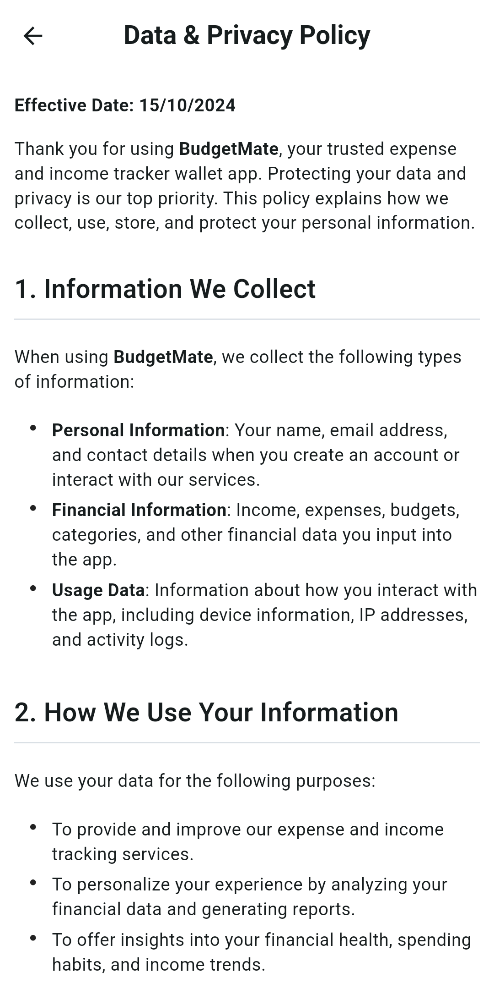 Data & Privacy Policy
Effective Date: 15/10/2024
Thank you for using BudgetMate, your trusted expense
and income tracker wallet app. Protecting your data and
privacy is our top priority. This policy explains how we
collect, use, store, and protect your personal information.
1. Information We Collect
When using BudgetMate, we collect the following types
of information:
• Personal Information: Your name, email address,
and contact details when you create an account or
interact with our services.
• Financial Information: Income, expenses, budgets,
categories, and other financial data you input into
the app.
• Usage Data: Information about how you interact with
the app, including device information, IP addresses,
and activity logs.
2. How We Use Your Information
We use your data for the following purposes:
• To provide and improve our expense and income
tracking services.
• To personalize your experience by analyzing your
financial data and generating reports.
• To offer insights into your financial health, spending
habits, and income trends.